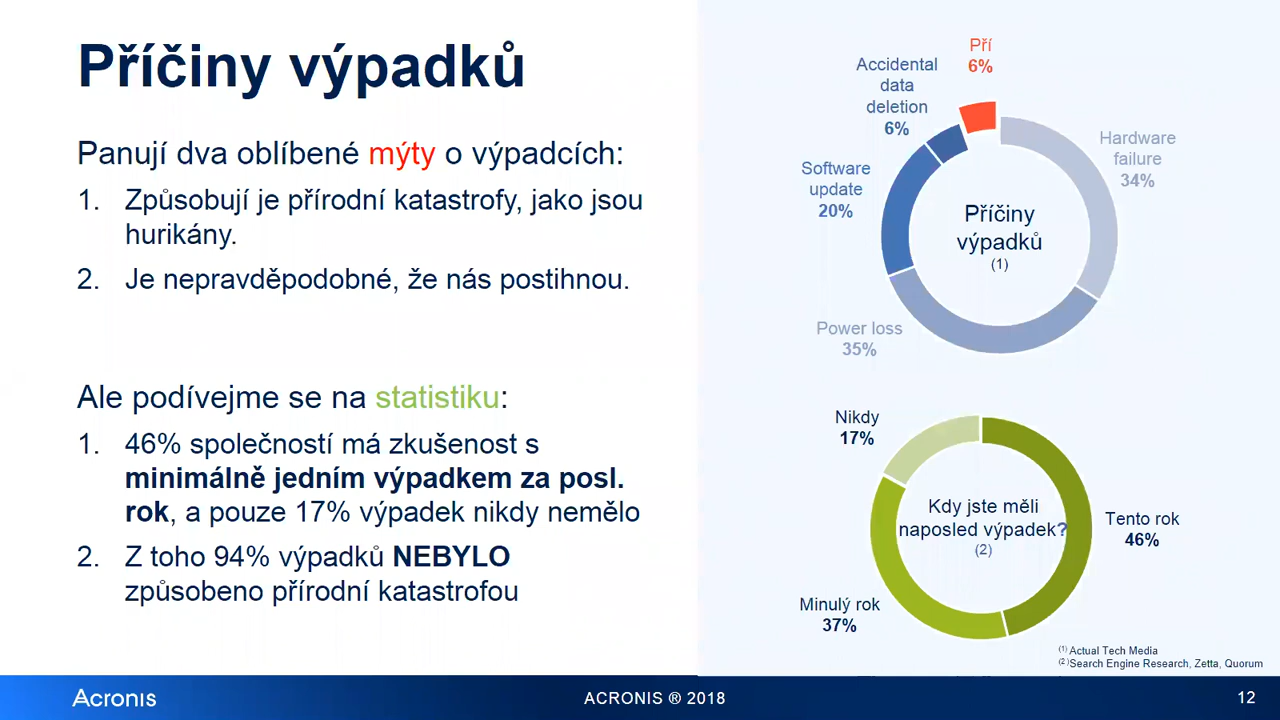 Příčiny výpadků
Panují dva oblíbené mýty o výpadcích:
1. Způsobují je přírodní katastrofy, jako jsou
hurikány.
2. Je nepravděpodobné, že nás postihnou.
Ale podívejme se na statistiku:
1. 46% společností má zkušenost s
minimálně jedním výpadkem za posl.
rok, a pouze 17% výpadek nikdy nemělo
2. Z toho 94% výpadků NEBYLO
způsobeno přírodní katastrofou
Pří
6%
Accidental
data
deletion
6%
Hardware
failure
34%
Software
update
20%
Příčiny
výpadků
(1)
Power loss
35%
Nikdy
17%
Kdy jste měli
naposled výpadek?
(2)
Tento rok
46%
Minulý rok
37%
(1) Actual Tech Media
(2) Search Engine Research, Zetta, Quorum
Acronis
ACRONIS ® 2018
12